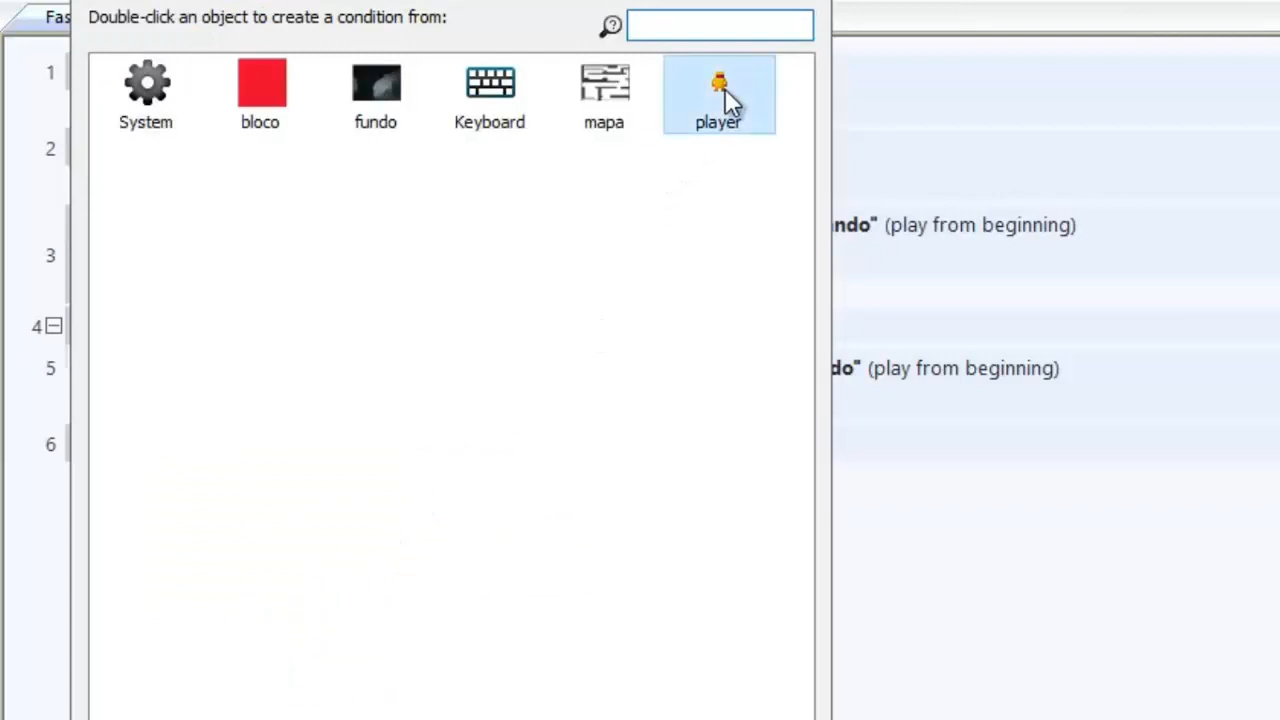 Fas
Double-click an object to create a condition from:
1
System
bloco
fundo
Keyboard
mapa
player
2
ndo" (play from beginning)
3
4
5
do" (play from beginning)
6